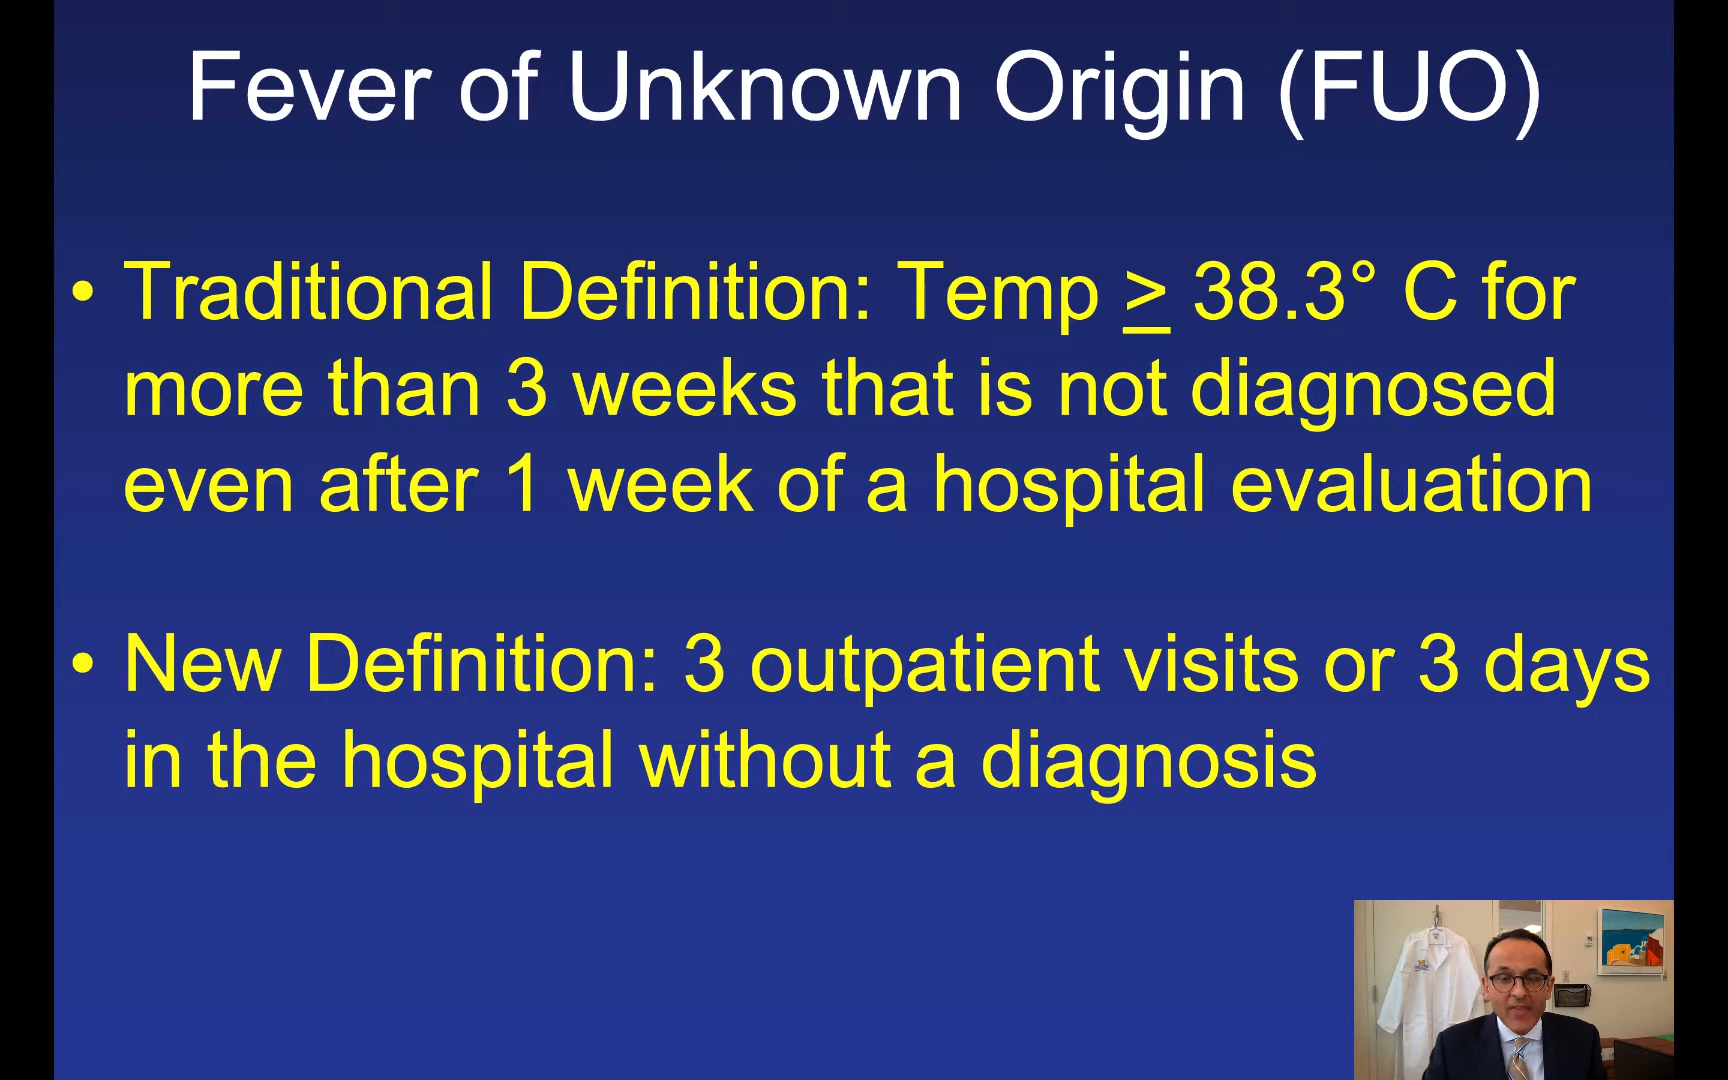 Fever of Unknown Origin (FUO)
• Traditional Definition: Temp ≥ 38.3° C for
more than 3 weeks that is not diagnosed
even after 1 week of a hospital evaluation
• New Definition: 3 outpatient visits or 3 days
in the hospital without a diagnosis